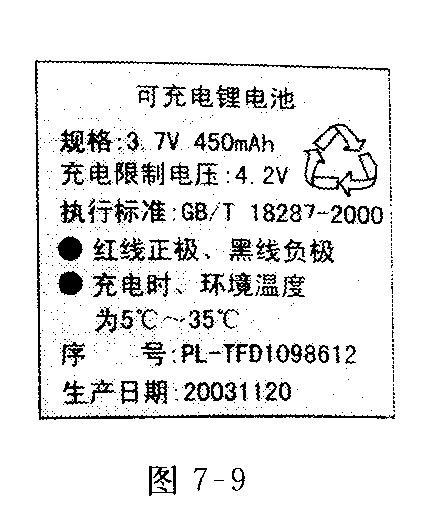 可充电锂电池
规格:3.7V 450mAh
充电限制电压:4.2V
执行标准:GB/T 18287-2000
●红线正极、黑线负极
●充电时、环境温度
为5℃～35℃
序 号:PL-TFD1098612
生产日期:20031120
图 7-9